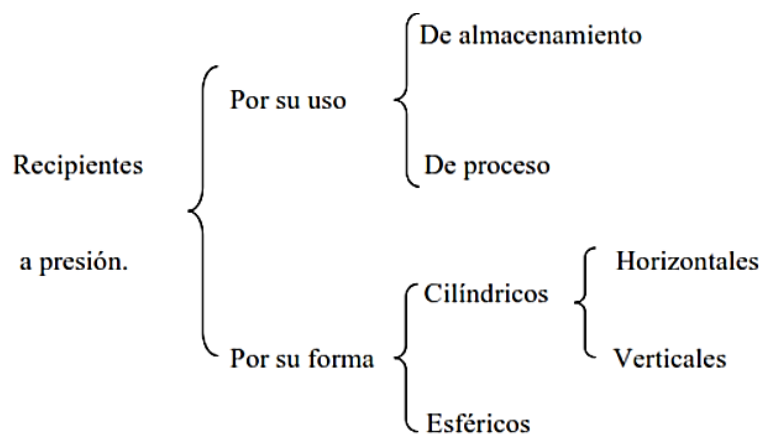 Recipientes
a presión.
Por su uso
De almacenamiento
De proceso
Por su forma
Cilíndricos
Horizontales
Verticales
Esféricos